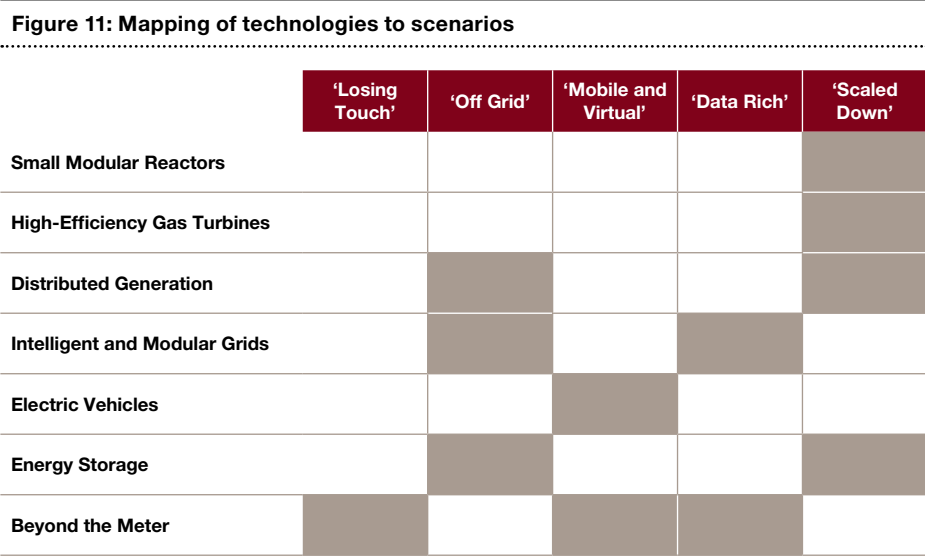 Figure 11: Mapping of technologies to scenarios
‘Losing
Touch’
‘Off Grid’
‘Mobile and
Virtual’
‘Data Rich’
‘Scaled
Down’
Small Modular Reactors
High-Efficiency Gas Turbines
Distributed Generation
Intelligent and Modular Grids
Electric Vehicles
Energy Storage
Beyond the Meter